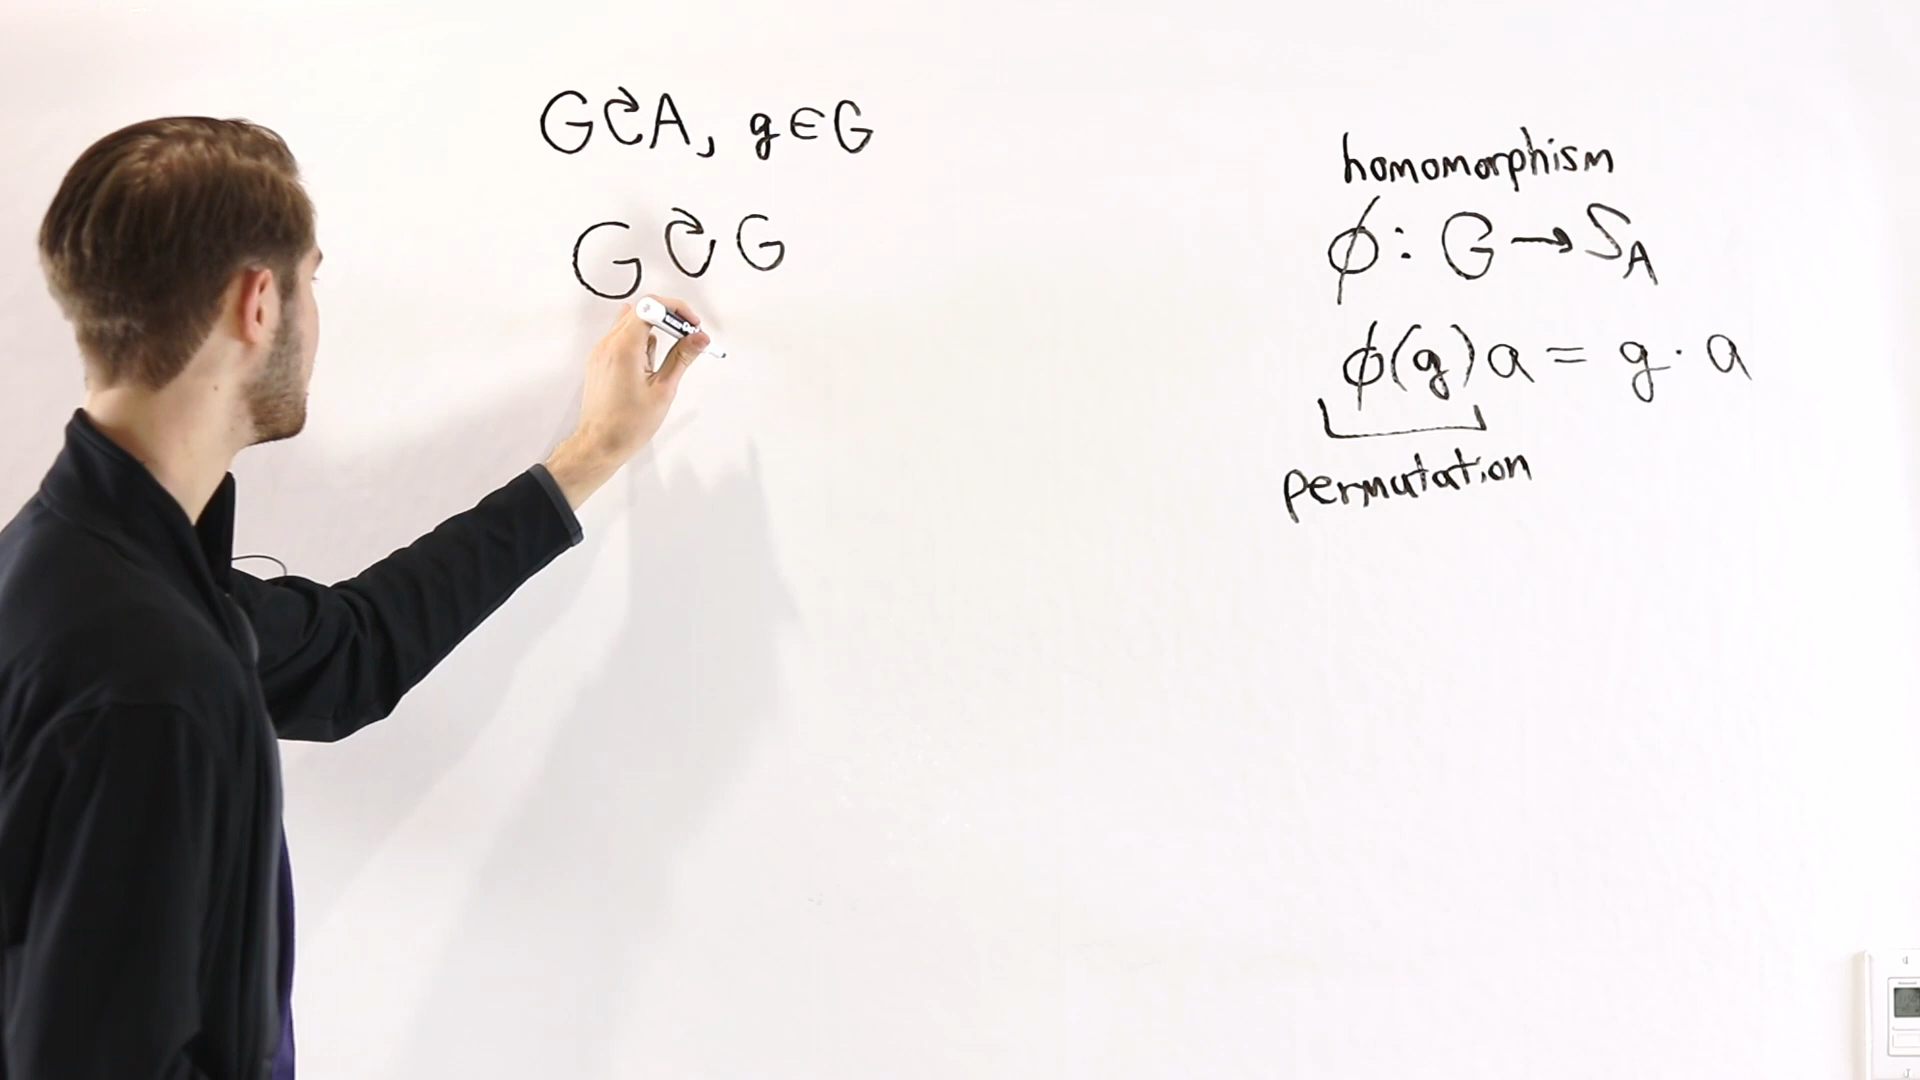 G↻A, g∈G
G↻G
homomorphism
ϕ: G→S_A
ϕ(g)a = g·a
permutation